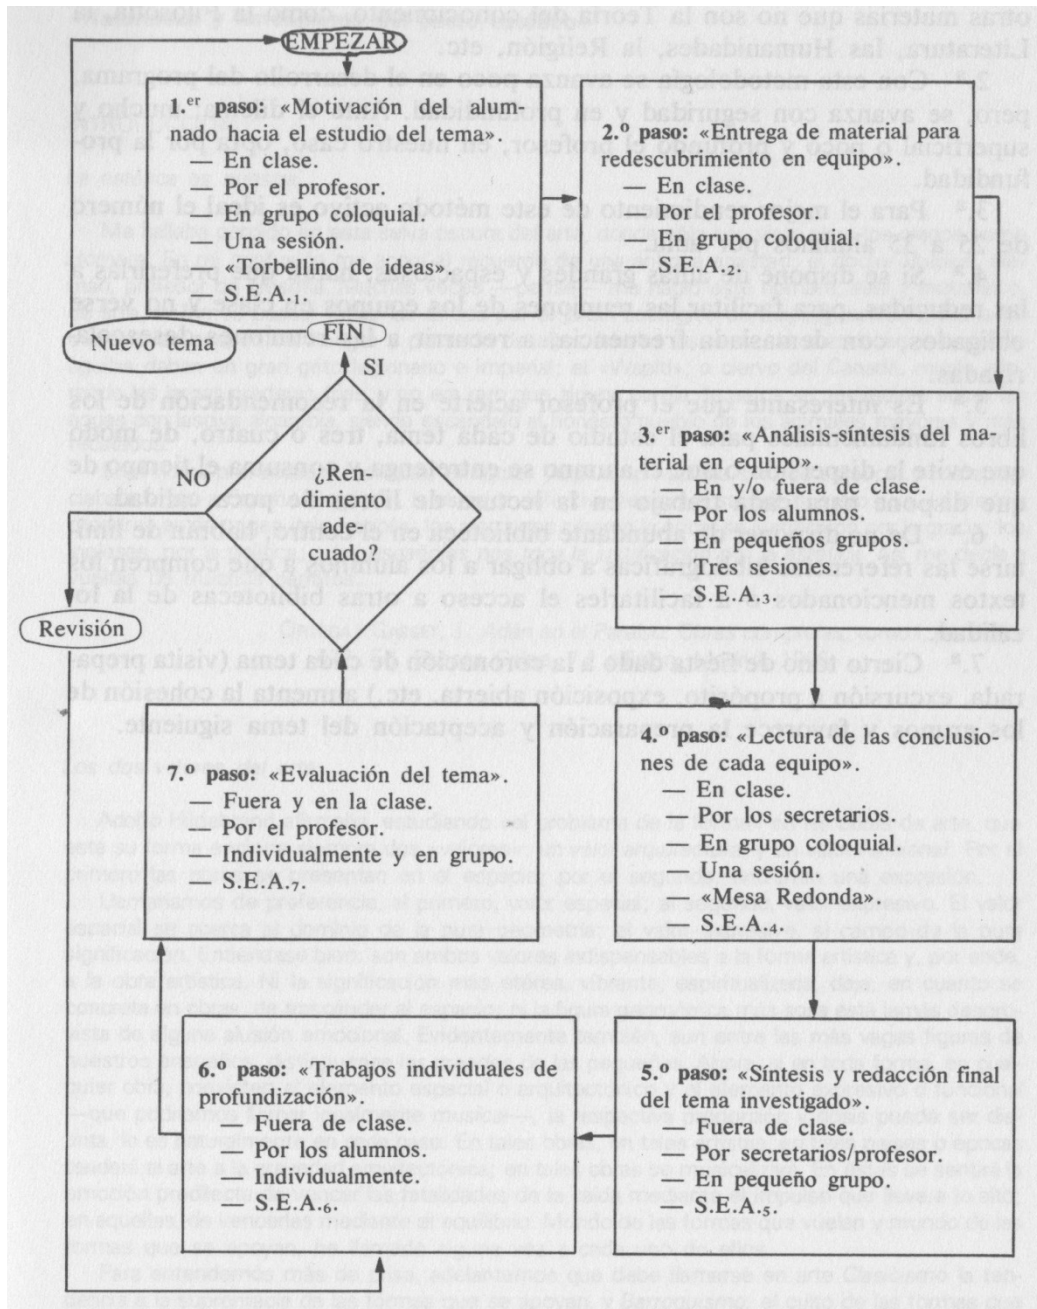 EMPEZAR
1.er paso: «Motivación del alum-
nado hacia el estudio del tema».
— En clase.
— Por el profesor.
— En grupo coloquial.
— Una sesión.
— «Torbellino de ideas».
S.E.A.1.
2.º paso: «Entrega de material para
redescubrimiento en equipo».
— En clase.
— Por el profesor.
— En grupo coloquial.
— S.E.A.2.
3.er paso: «Análisis-síntesis del ma-
terial en equipo».
— En y/o fuera de clase.
— Por los alumnos.
— En pequeños grupos.
— Tres sesiones.
— S.E.A.3.
4.º paso: «Lectura de las conclusio-
nes de cada equipo».
— En clase.
— Por los secretarios.
— En grupo coloquial.
— Una sesión.
— «Mesa Redonda».
S.E.A.4.
5.º paso: «Síntesis y redacción final
del tema investigado».
— Fuera de clase.
— Por secretarios/profesor.
— En pequeño grupo.
S.E.A.5.
6.º paso: «Trabajos individuales de
profundización».
— Fuera de clase.
— Por los alumnos.
— Individualmente.
— S.E.A.6.
7.º paso: «Evaluación del tema».
— Fuera y en la clase.
— Por el profesor.
— Individualmente y en grupo.
— S.E.A.7.
¿Ren-
dimiento
ade-
cuado?
NO
SI
FIN
Nuevo tema
Revisión